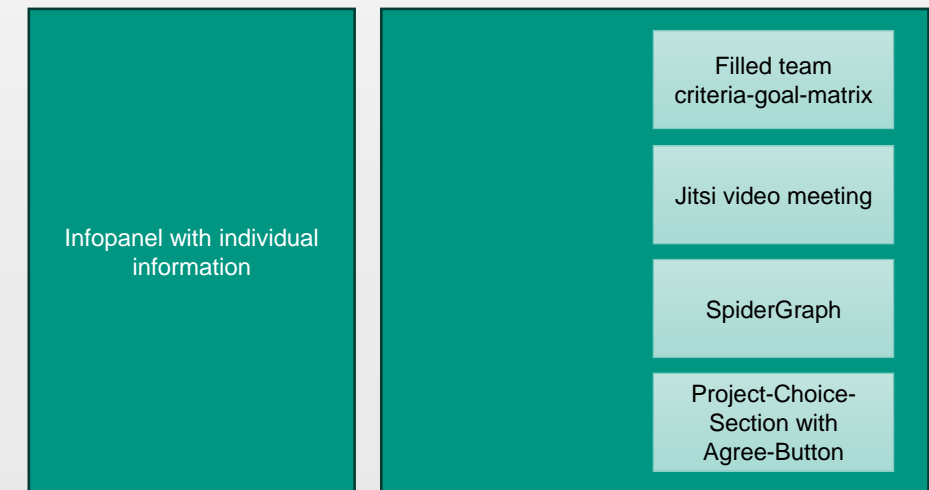 Infopanel with individual
information
Filled team
criteria-goal-matrix
Jitsi video meeting
SpiderGraph
Project-Choice-
Section with
Agree-Button